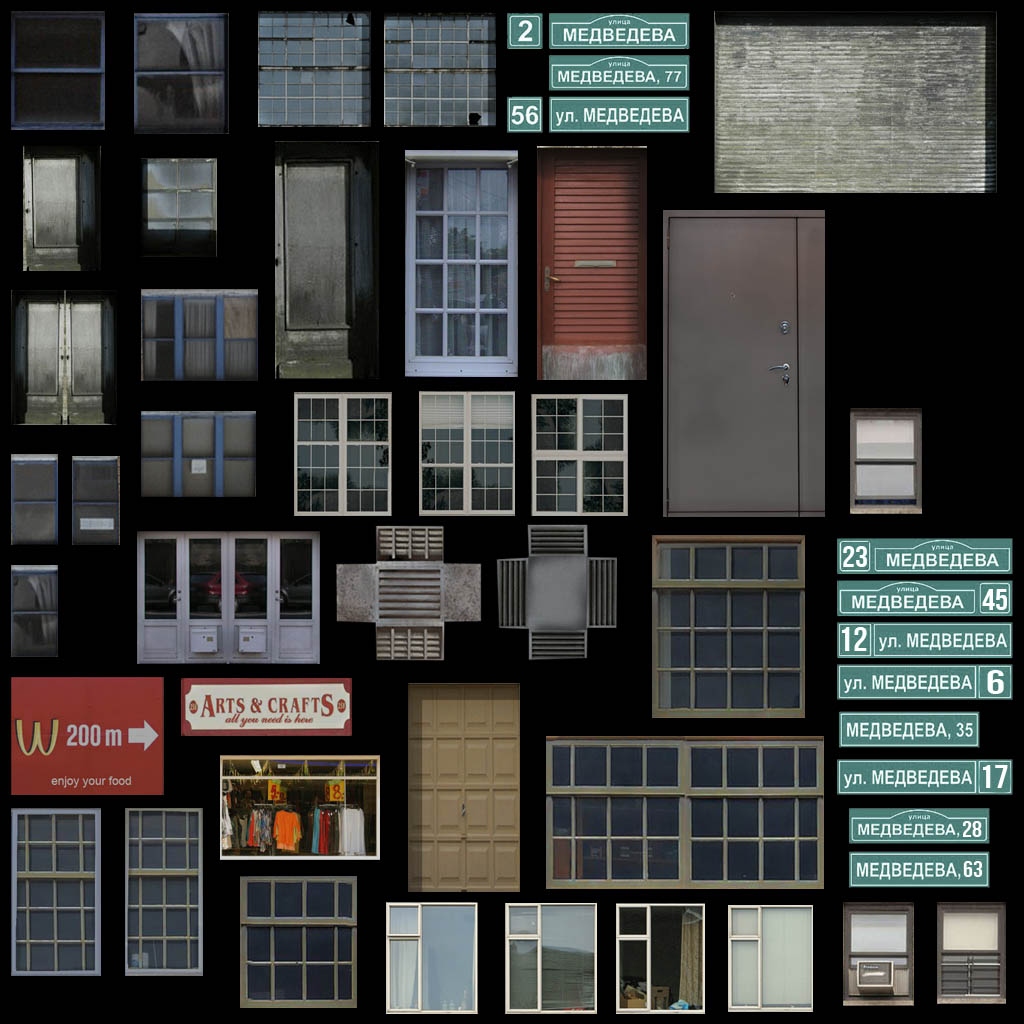 2
улица
МЕДВЕДЕВА
улица
МЕДВЕДЕВА, 77
56
ул. МЕДВЕДЕВА
23
улица
МЕДВЕДЕВА
улица
МЕДВЕДЕВА
45
12
ул. МЕДВЕДЕВА
ул. МЕДВЕДЕВА
6
МЕДВЕДЕВА, 35
ул. МЕДВЕДЕВА
17
улица
МЕДВЕДЕВА, 28
МЕДВЕДЕВА, 63
200 m
enjoy your food
ARTS & CRAFTS
all you need is here